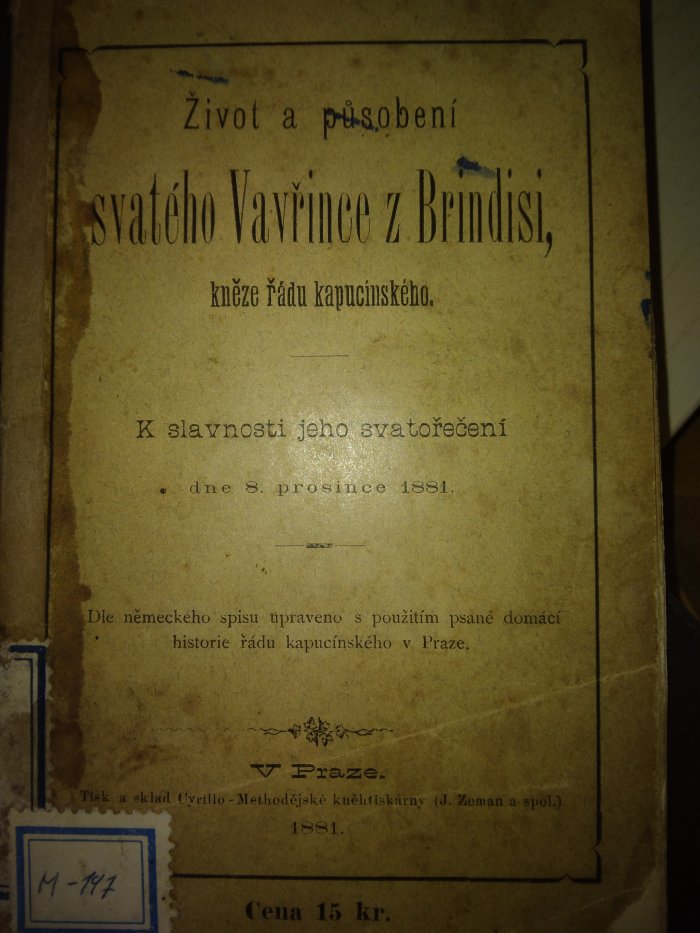 Život a působení
svatého Vavřince z Brindisi,
kněze řádu kapucínského.
K slavnosti jeho svatořečení
dne 8. prosince 1881.
Dle německého spisu upraveno s použitím psané domácí
historie řádu kapucínského v Praze.
V Praze.
Tisk a sklad Cyrillo-Methodějské kněhtiskárny (J. Zeman a spol.)
1881.
M-147
Cena 15 kr.